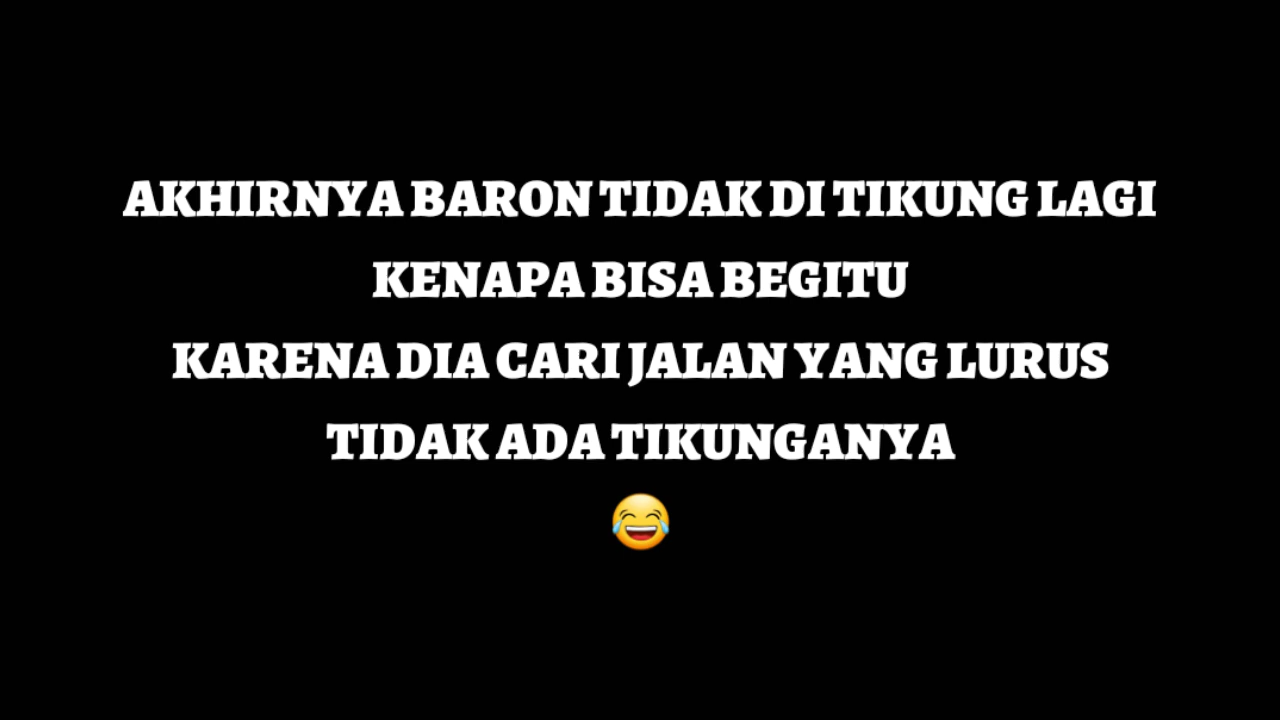 AKHIRNYA BARON TIDAK DI TIKUNG LAGI
KENAPA BISA BEGITU
KARENA DIA CARI JALAN YANG LURUS
TIDAK ADA TIKUNGANYA
😂